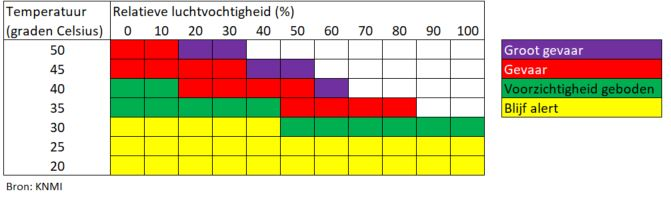 Temperatuur Relatieve luchtvochtigheid (%)
(graden Celsius) 0 10 20 30 40 50 60 70 80 90 100
50 Groot gevaar
45 Gevaar
40 Voorzichtigheid geboden
35 Blijf alert
30
25
20
Bron: KNMI